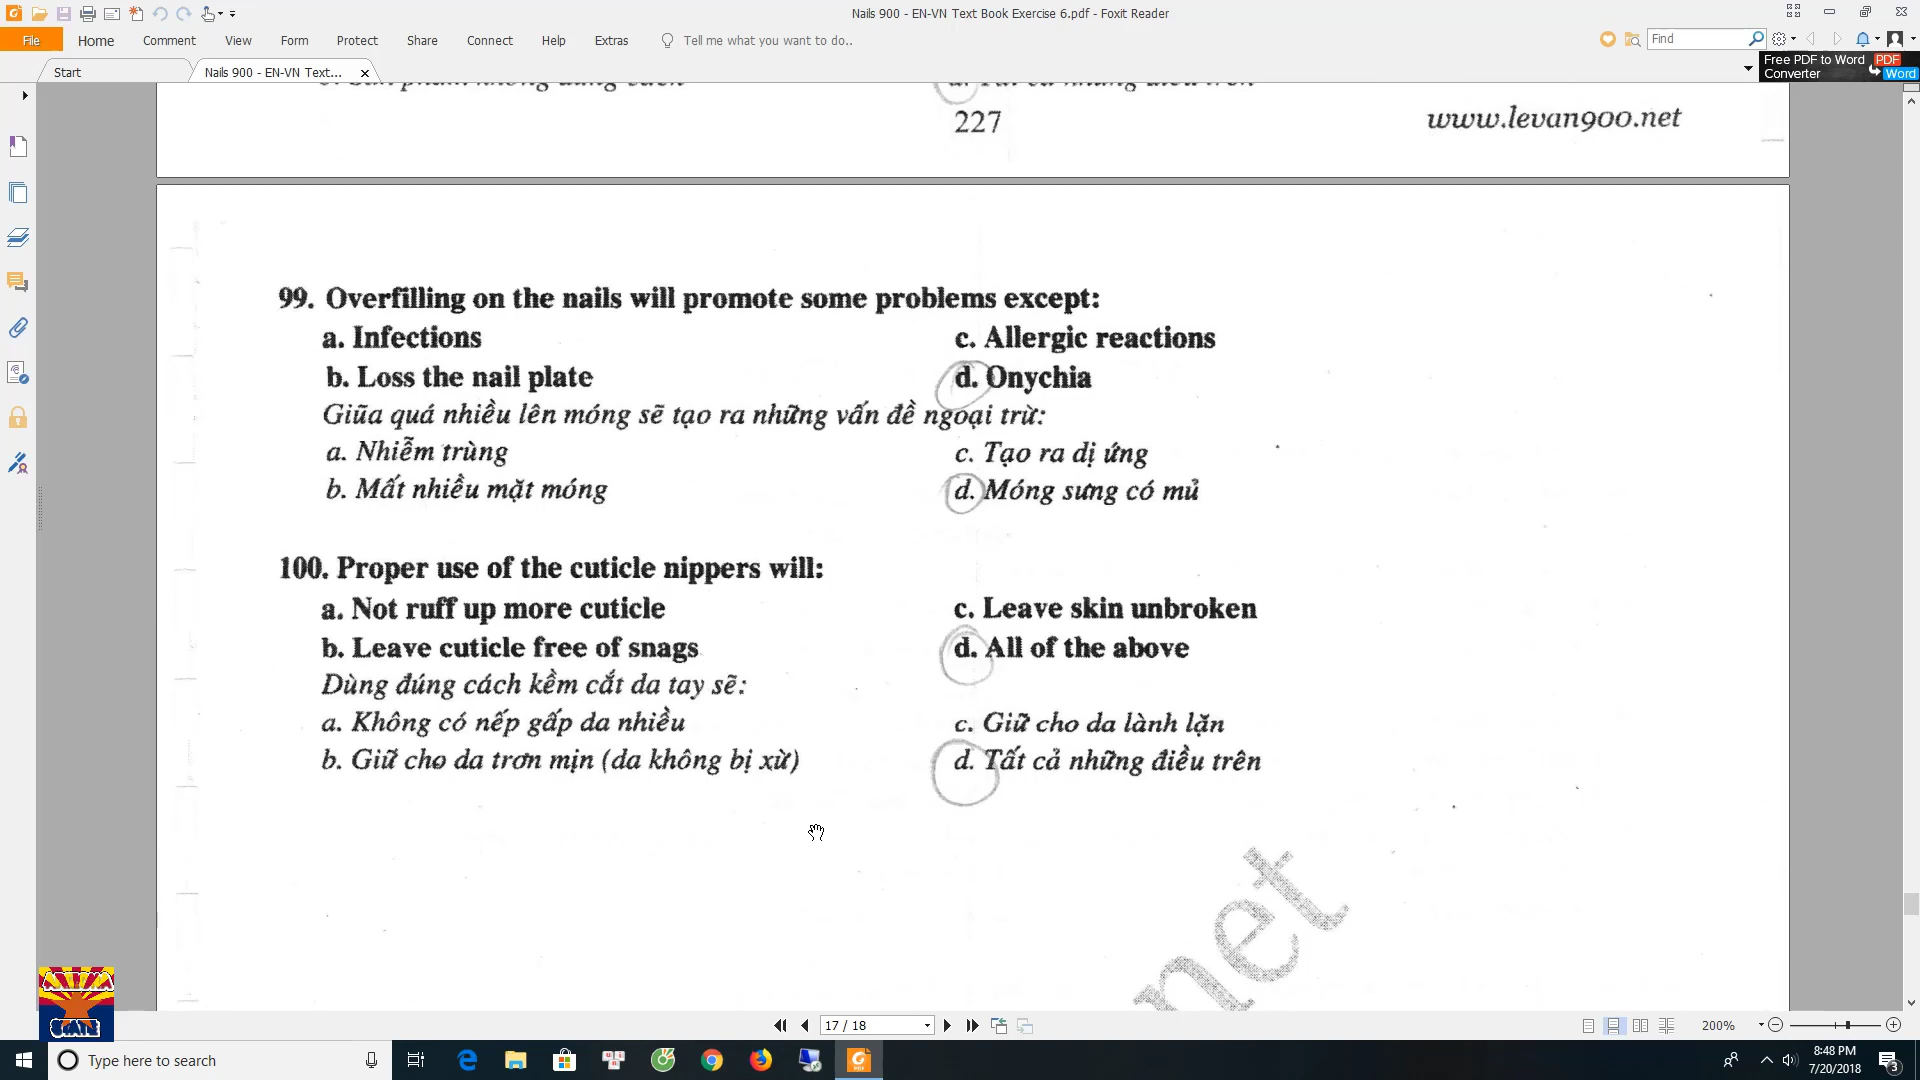 Nails 900 - EN-VN Text Book Exercise 6.pdf - Foxit Reader
File Home Comment View Form Protect Share Connect Help Extras Tell me what you want to do.. Find
Start Nails 900 - EN-VN Text... Free PDF to Word PDF
Converter Word
227 www.levan900.net
99. Overfilling on the nails will promote some problems except:
a. Infections c. Allergic reactions
b. Loss the nail plate d. Onychia
Giũa quá nhiều lên móng sẽ tạo ra những vấn đề ngoại trừ:
a. Nhiễm trùng c. Tạo ra dị ứng
b. Mất nhiều mặt móng d. Móng sưng có mủ
100. Proper use of the cuticle nippers will:
a. Not ruff up more cuticle c. Leave skin unbroken
b. Leave cuticle free of snags d. All of the above
Dùng đúng cách kềm cắt da tay sẽ:
a. Không có nếp gấp da nhiều c. Giữ cho da lành lặn
b. Giữ cho da trơn mịn (da không bị xừ) d. Tất cả những điều trên
net
ARIZONA
STATE
17 / 18 200%
Type here to search 8:48 PM
7/20/2018 3